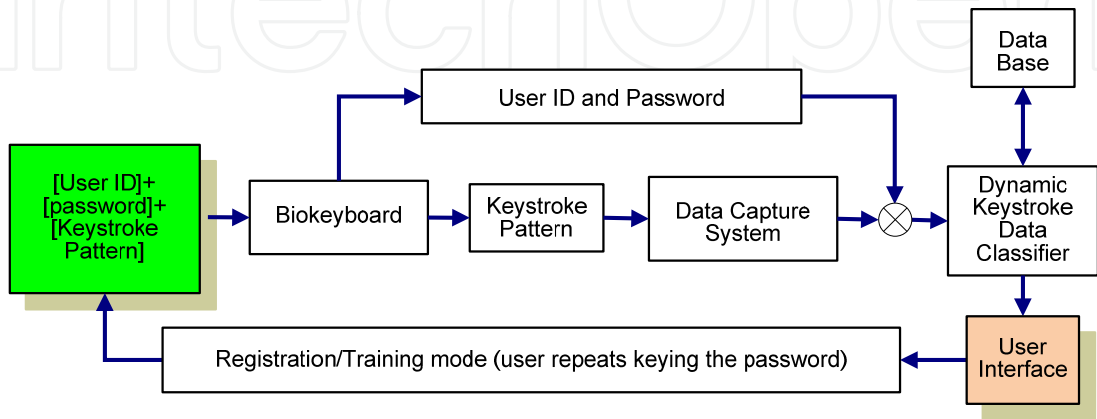 IntechOpen
Data
Base
User ID and Password
[User ID]+
[password]+
[Keystroke
Pattern]
Biokeyboard
Keystroke
Pattern
Data Capture
System
Dynamic
Keystroke
Data
Classifier
Registration/Training mode (user repeats keying the password)
User
Interface